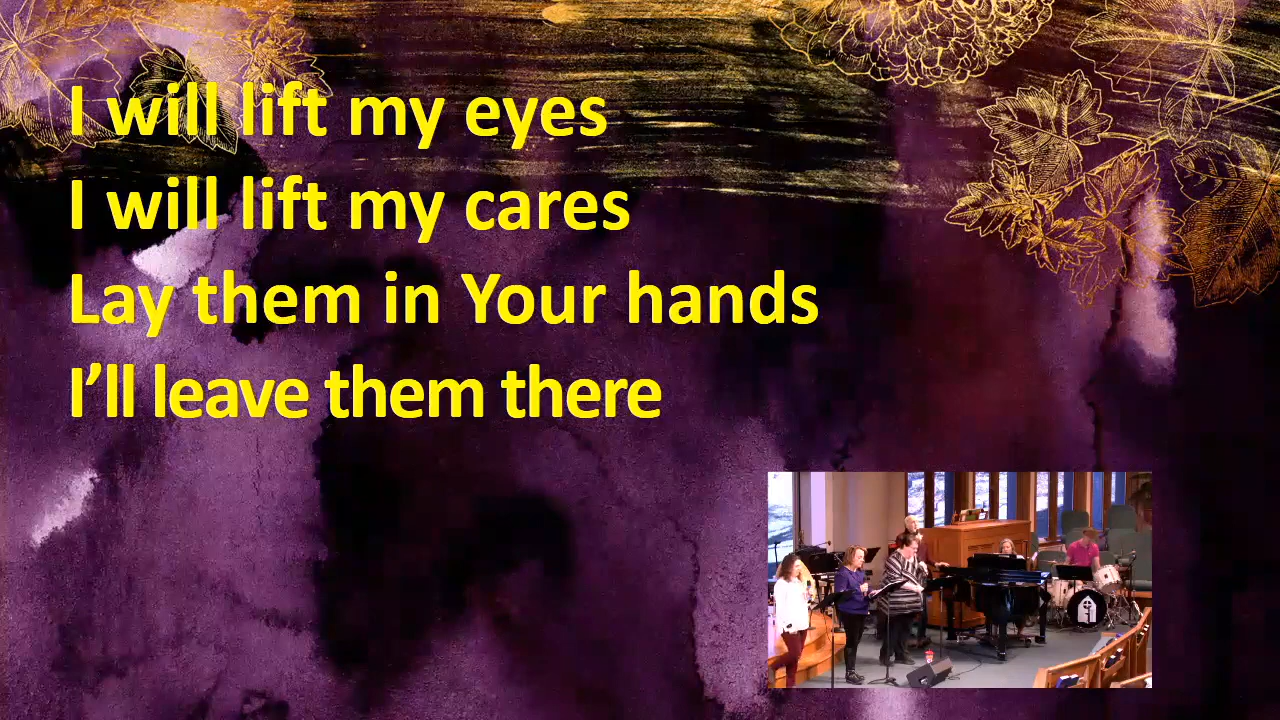 I will lift my eyes
I will lift my cares
Lay them in Your hands
I’ll leave them there